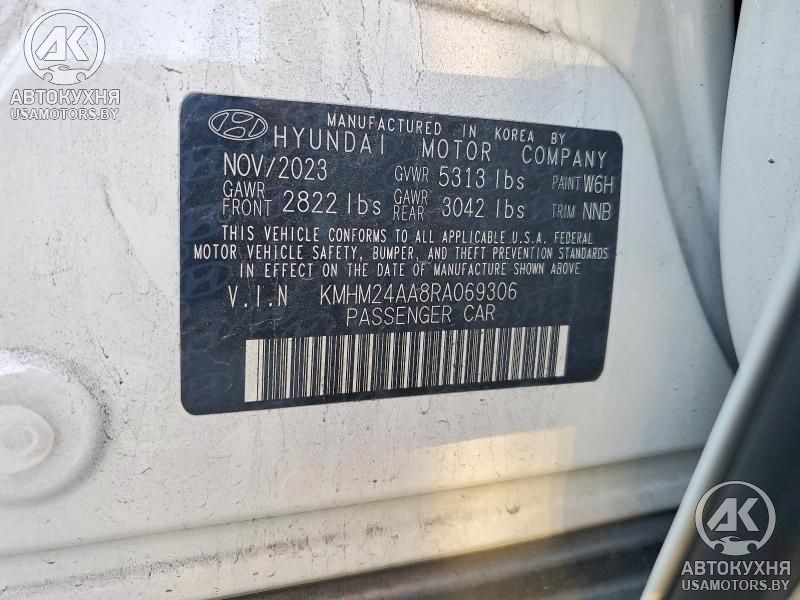 AK
АВТОКУХНЯ
USAMOTORS.BY
MANUFACTURED IN KOREA BY
HYUNDAI MOTOR COMPANY
NOV/2023 GVWR 5313 lbs PAINT W6H
GAWR FRONT 2822 lbs GAWR REAR 3042 lbs TRIM NNB
THIS VEHICLE CONFORMS TO ALL APPLICABLE U.S.A. FEDERAL
MOTOR VEHICLE SAFETY, BUMPER, AND THEFT PREVENTION STANDARDS
IN EFFECT ON THE DATE OF MANUFACTURE SHOWN ABOVE
V.I.N KMHM24AA8RA069306
PASSENGER CAR
AK
АВТОКУХНЯ
USAMOTORS.BY